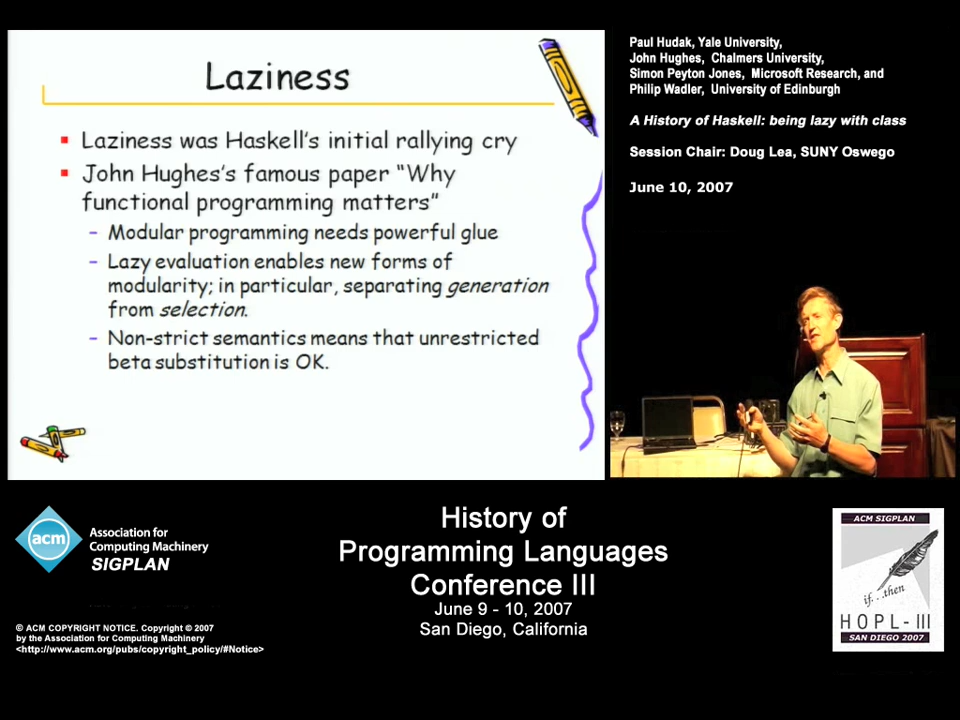 Laziness
Laziness was Haskell's initial rallying cry
John Hughes's famous paper "Why
functional programming matters"
– Modular programming needs powerful glue
– Lazy evaluation enables new forms of
modularity; in particular, separating generation
from selection.
– Non-strict semantics means that unrestricted
beta substitution is OK.
Paul Hudak, Yale University,
John Hughes, Chalmers University,
Simon Peyton Jones, Microsoft Research, and
Philip Wadler, University of Edinburgh
A History of Haskell: being lazy with class
Session Chair: Doug Lea, SUNY Oswego
June 10, 2007
acm
Association for
Computing Machinery
SIGPLAN
© ACM COPYRIGHT NOTICE. Copyright © 2007
by the Association for Computing Machinery
<http://www.acm.org/pubs/copyright_policy/#Notice>
History of
Programming Languages
Conference III
June 9 - 10, 2007
San Diego, California
ACM SIGPLAN
if. . .then
HOPL-III
SAN DIEGO 2007